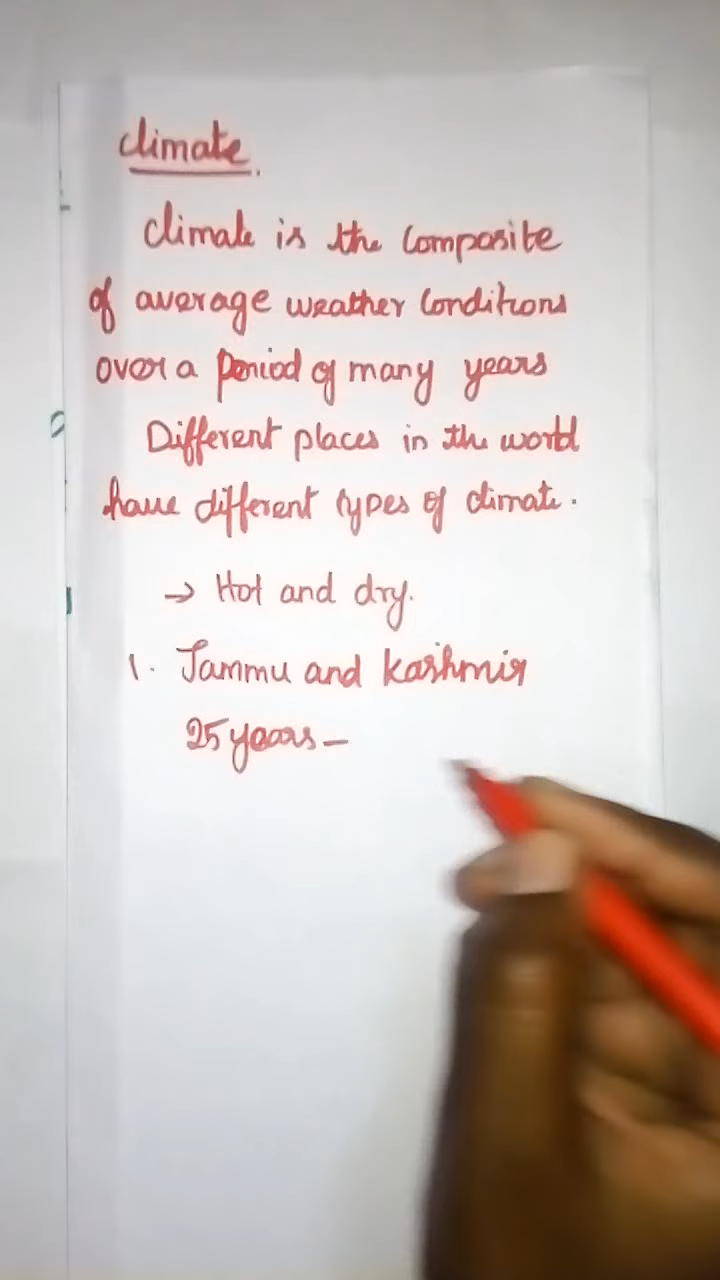 climate.
climate is the composite
of average weather conditions
over a period of many years
Different places in the world
have different types of climate.
→ Hot and dry.
1. Jammu and kashmir
25 years -